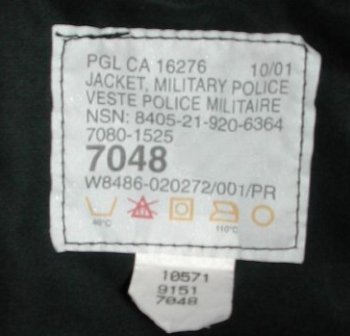 PGL CA 16276 10/01
JACKET, MILITARY POLICE
VESTE POLICE MILITAIRE
NSN: 8405-21-920-6364
7080-1525
7048
W8486-020272/001/PR
40°C 110°C
10571
9151
7048